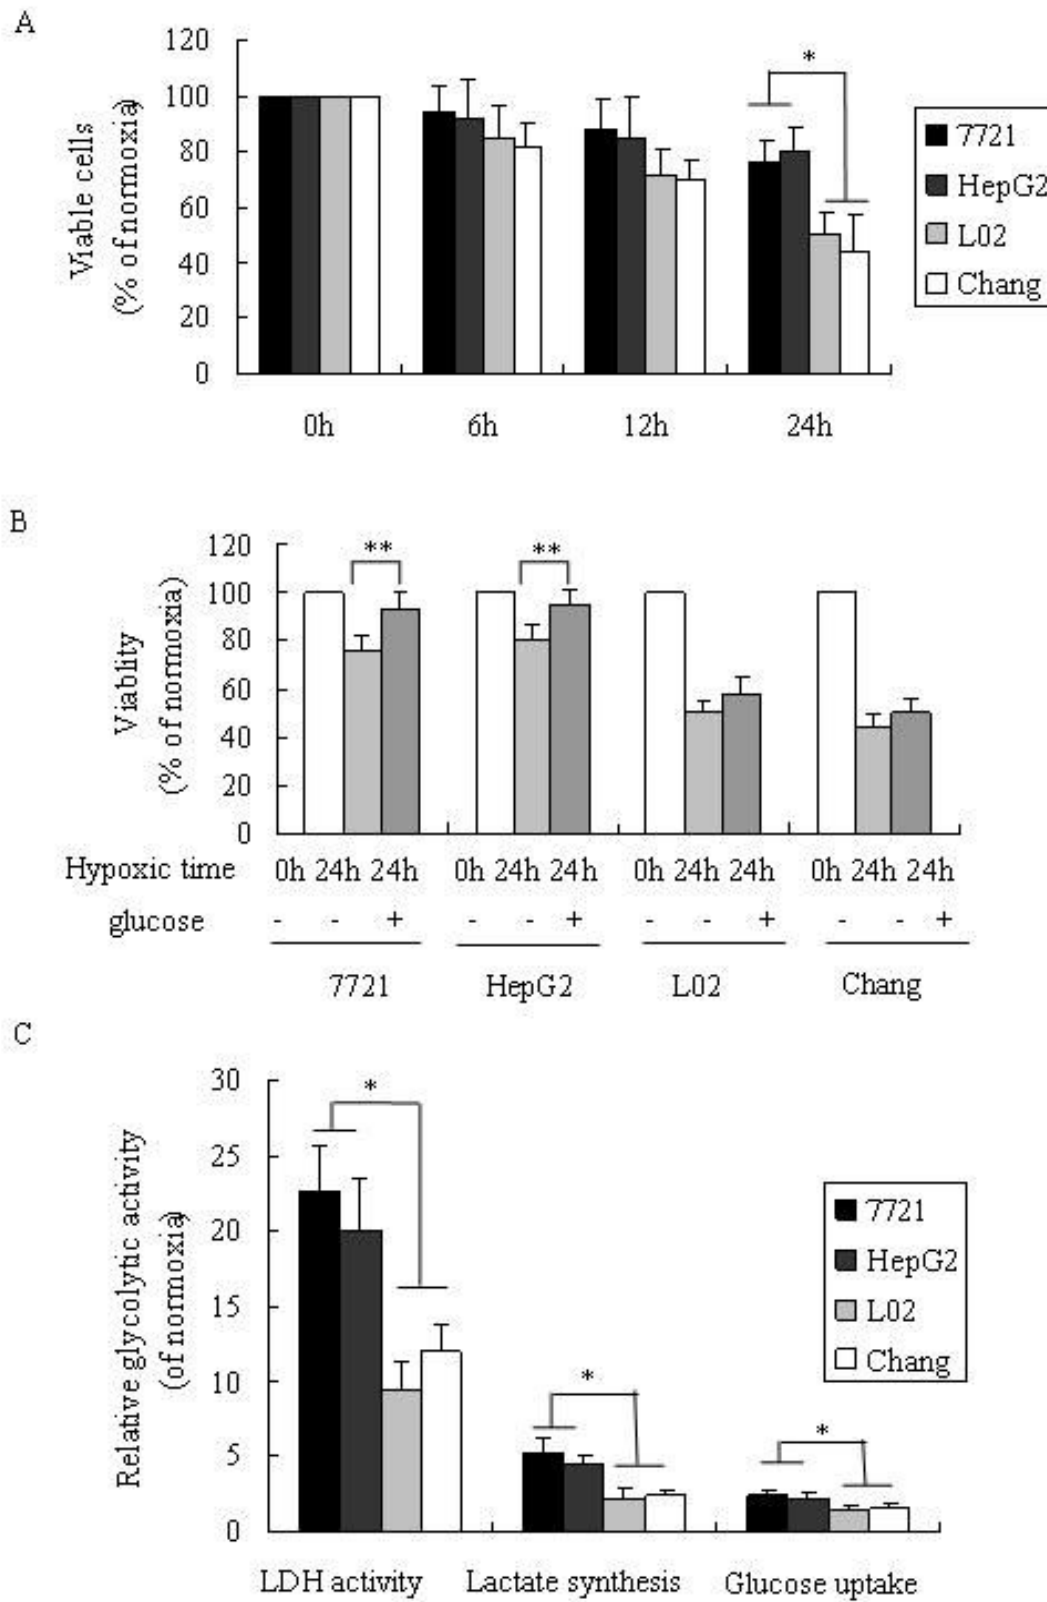 A
120
100
80
60
40
20
0
Viable cells
(% of normoxia)
*
7721
HepG2
L02
Chang
0h 6h 12h 24h
B
120
100
80
60
40
20
0
Viablity
(% of normoxia)
** **
Hypoxic time 0h 24h 24h 0h 24h 24h 0h 24h 24h 0h 24h 24h
glucose - - + - - + - - + - - +
7721 HepG2 L02 Chang
C
30
25
20
15
10
5
0
Relative glycolytic activity
(of normoxia)
* * *
7721
HepG2
L02
Chang
LDH activity Lactate synthesis Glucose uptake